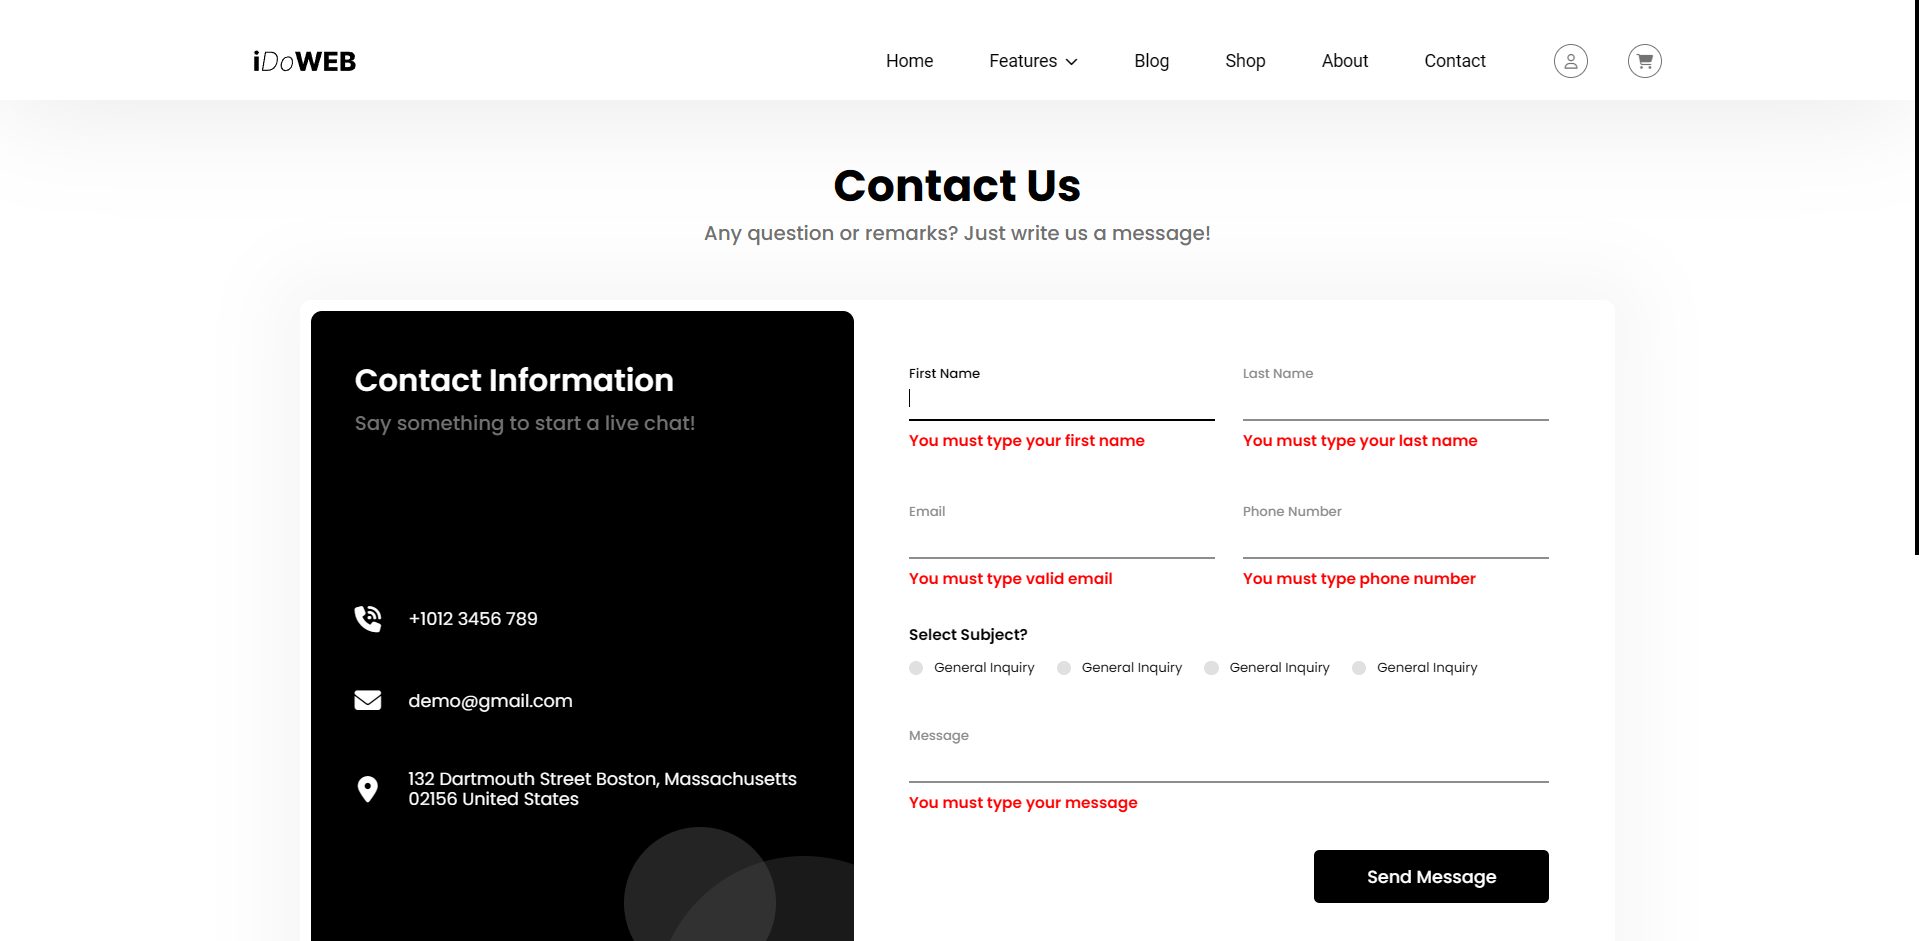 iDoWEB
Home Features Blog Shop About Contact
Contact Us
Any question or remarks? Just write us a message!
Contact Information
Say something to start a live chat!
+1012 3456 789
demo@gmail.com
132 Dartmouth Street Boston, Massachusetts
02156 United States
First Name
You must type your first name
Last Name
You must type your last name
Email
You must type valid email
Phone Number
You must type phone number
Select Subject?
General Inquiry General Inquiry General Inquiry General Inquiry
Message
You must type your message
Send Message